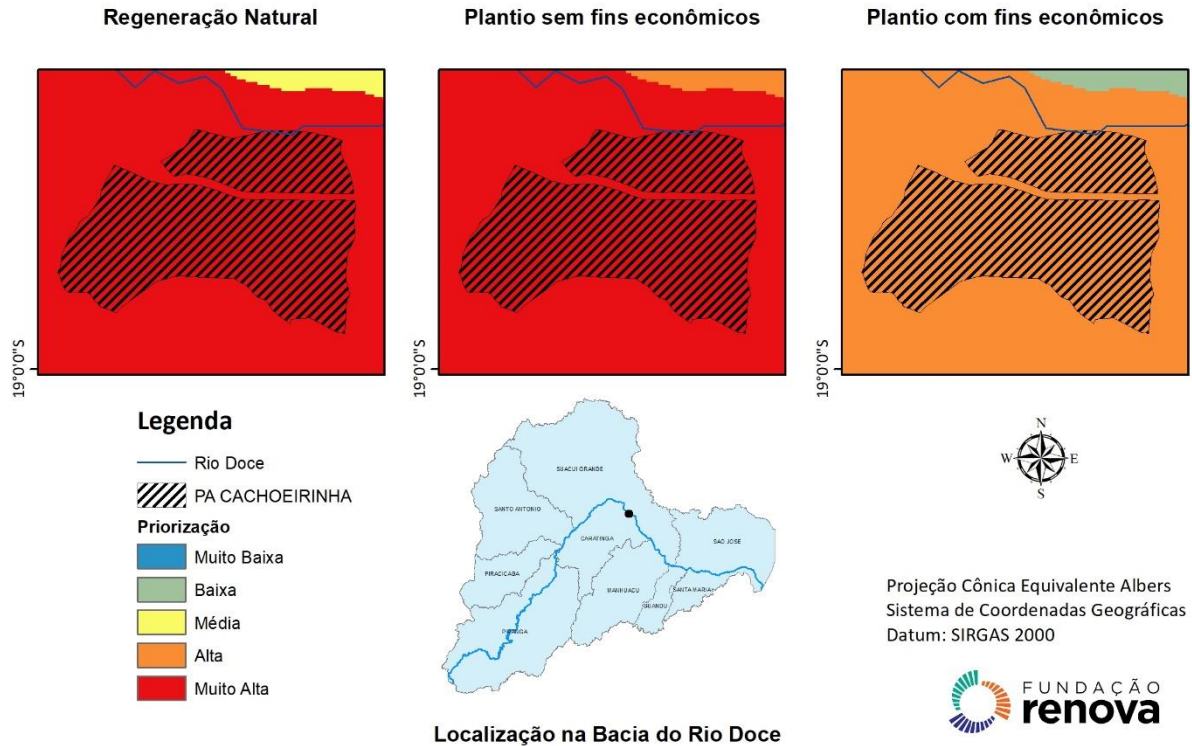 Regeneração Natural
Plantio sem fins econômicos
Plantio com fins econômicos
19°0'0"S
19°0'0"S
19°0'0"S
Legenda
Rio Doce
PA CACHOEIRINHA
Priorização
Muito Baixa
Baixa
Média
Alta
Muito Alta
SUACUI GRANDE
SANTO ANTONIO
CARATINGA
SAO JOSE
PIRACICABA
MANHUAÇU
SANTA MARIA
GUANDU
PIRANGA
Localização na Bacia do Rio Doce
N
W
E
S
Projeção Cônica Equivalente Albers
Sistema de Coordenadas Geográficas
Datum: SIRGAS 2000
FUNDAÇÃO
renova